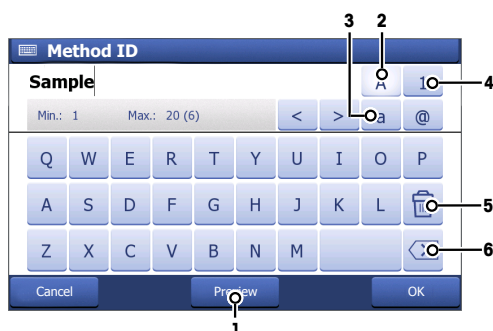 3 2
Method ID
Sample A 1 4
Min.: 1 Max.: 20 (6) < > a @
Q W E R T Y U I O P
A S D F G H J K L 5
Z X C V B N M 6
Cancel Preview OK
1